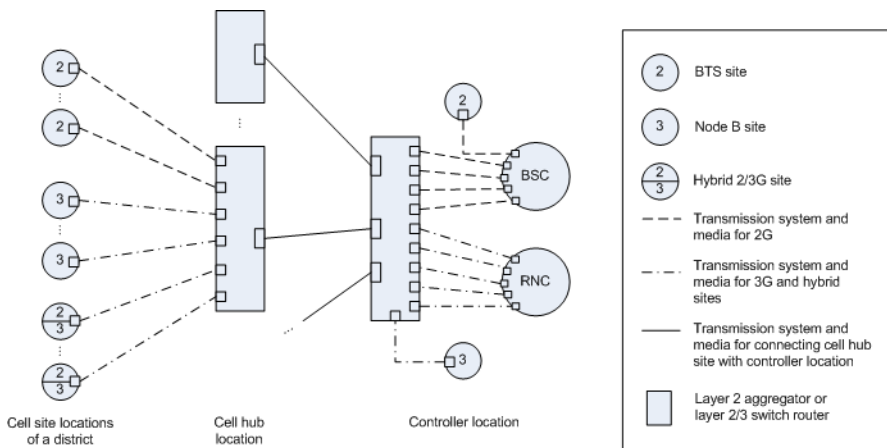 2
2
3
3
2
3
2
3
Cell site locations
of a district
Cell hub
location
2
BSC
RNC
3
Controller location
2
BTS site
3
Node B site
2
3
Hybrid 2/3G site
Transmission system and
media for 2G
Transmission system and
media for 3G and hybrid
sites
Transmission system and
media for connecting cell hub
site with controller location
Layer 2 aggregator or
layer 2/3 switch router